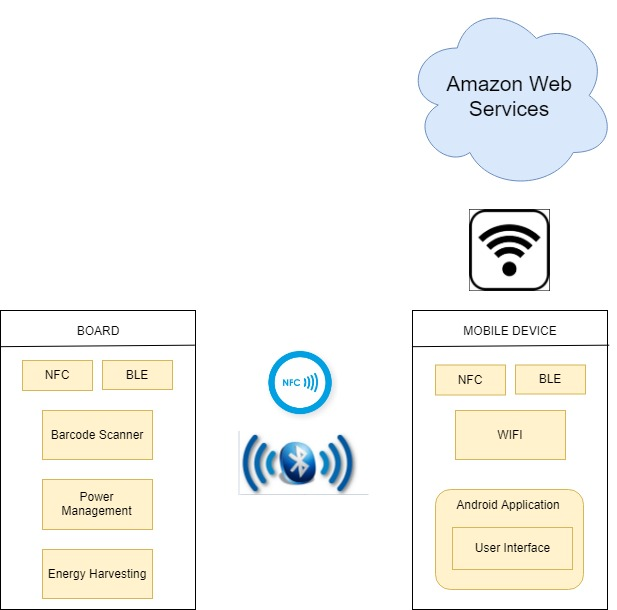 Amazon Web
Services
BOARD
NFC
BLE
Barcode Scanner
Power
Management
Energy Harvesting
NFC
MOBILE DEVICE
NFC
BLE
WIFI
Android Application
User Interface